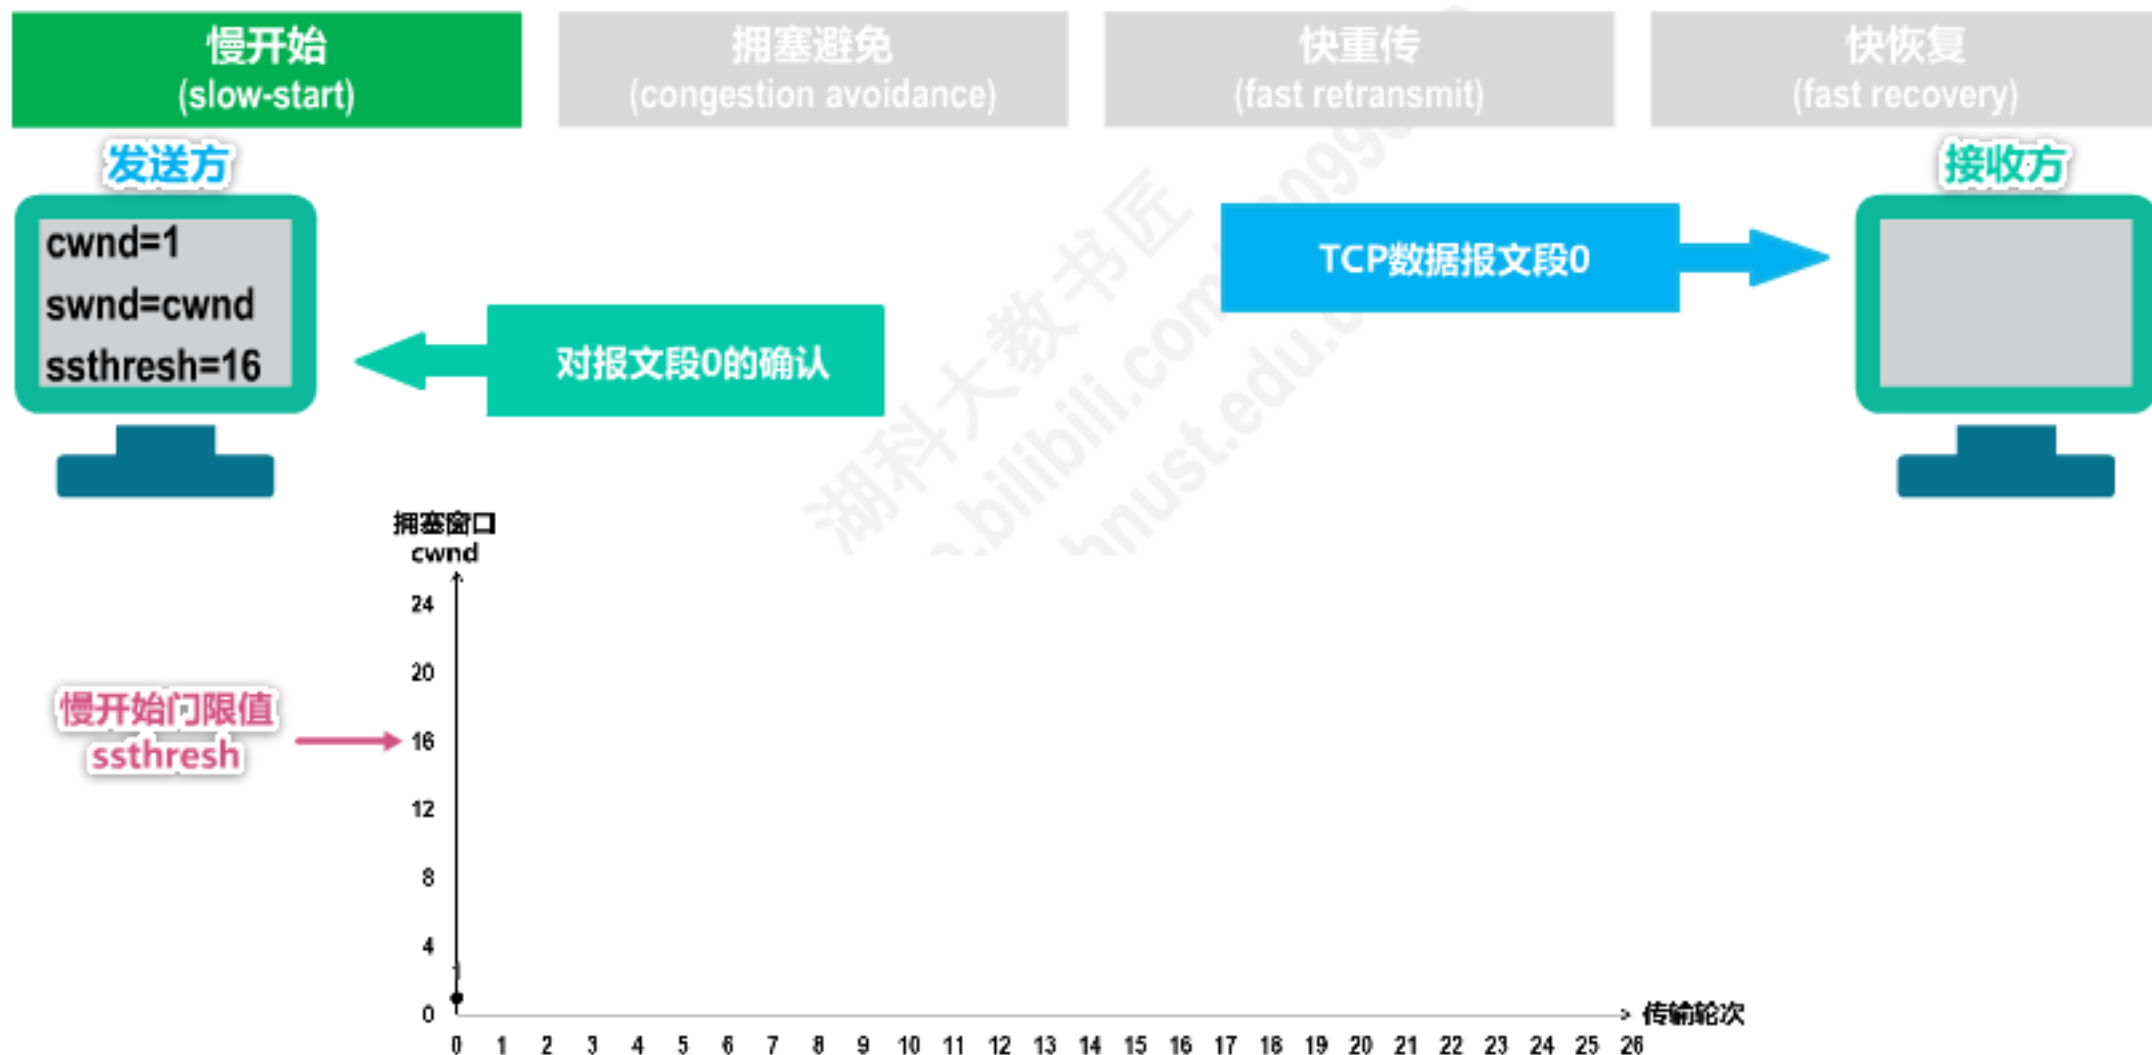 慢开始
(slow-start)
拥塞避免
(congestion avoidance)
快重传
(fast retransmit)
快恢复
(fast recovery)
发送方
接收方
cwnd=1
swnd=cwnd
ssthresh=16
TCP数据报文段0
对报文段0的确认
湖科大教书匠
拥塞窗口
cwnd
24
20
慢开始门限值
ssthresh
16
12
8
4
1
0
传输轮次
0 1 2 3 4 5 6 7 8 9 10 11 12 13 14 15 16 17 18 19 20 21 22 23 24 25 26